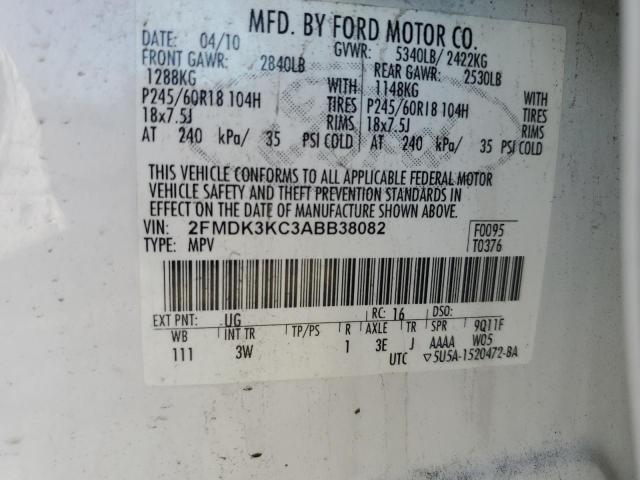 MFD. BY FORD MOTOR CO.
DATE: 04/10 GVWR: 5340LB/ 2422KG
FRONT GAWR: 2840LB REAR GAWR: 2530LB
1288KG 1148KG
P245/60R18 104H TIRES P245/60R18 104H TIRES
18x7.5J RIMS 18x7.5J RIMS
AT 240 kPa/ 35 PSI COLD AT 240 kPa/ 35 PSI COLD
THIS VEHICLE CONFORMS TO ALL APPLICABLE FEDERAL MOTOR
VEHICLE SAFETY AND THEFT PREVENTION STANDARDS IN
EFFECT ON THE DATE OF MANUFACTURE SHOWN ABOVE.
VIN: 2FMDK3KC3ABB38082 F0095
TYPE: MPV T0376
EXT PNT: UG RC: 16 DSO:
WB INT TR TP/PS R AXLE TR SPR 9Q11F
111 3W 1 3E J AAAA W05
UTC ▽5U5A-1520472-BA